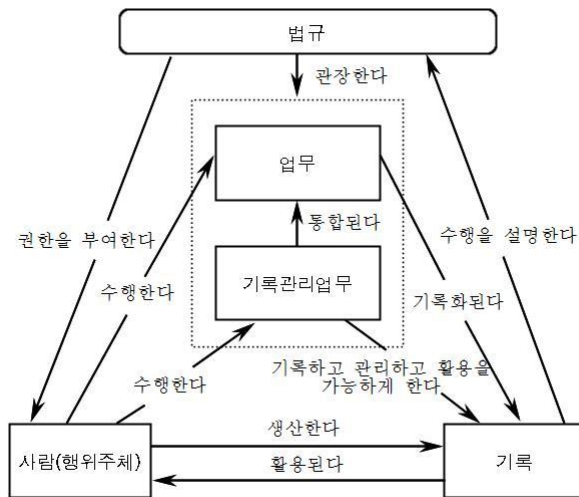 법규
관장한다
업무
권한을 부여한다
통합된다
수행을 설명한다
수행한다
기록관리업무
기록화된다
수행한다
기록하고 관리하고 활용을
가능하게 한다
생산한다
사람(행위주체)
기록
활용된다